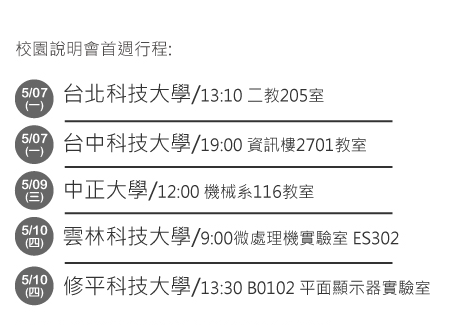 校園說明會首週行程:
5/07
(一)
台北科技大學/13:10 二教205室
5/07
(一)
台中科技大學/19:00 資訊樓2701教室
5/09
(三)
中正大學/12:00 機械系116教室
5/10
(四)
雲林科技大學/9:00微處理機實驗室 ES302
5/10
(四)
修平科技大學/13:30 B0102 平面顯示器實驗室